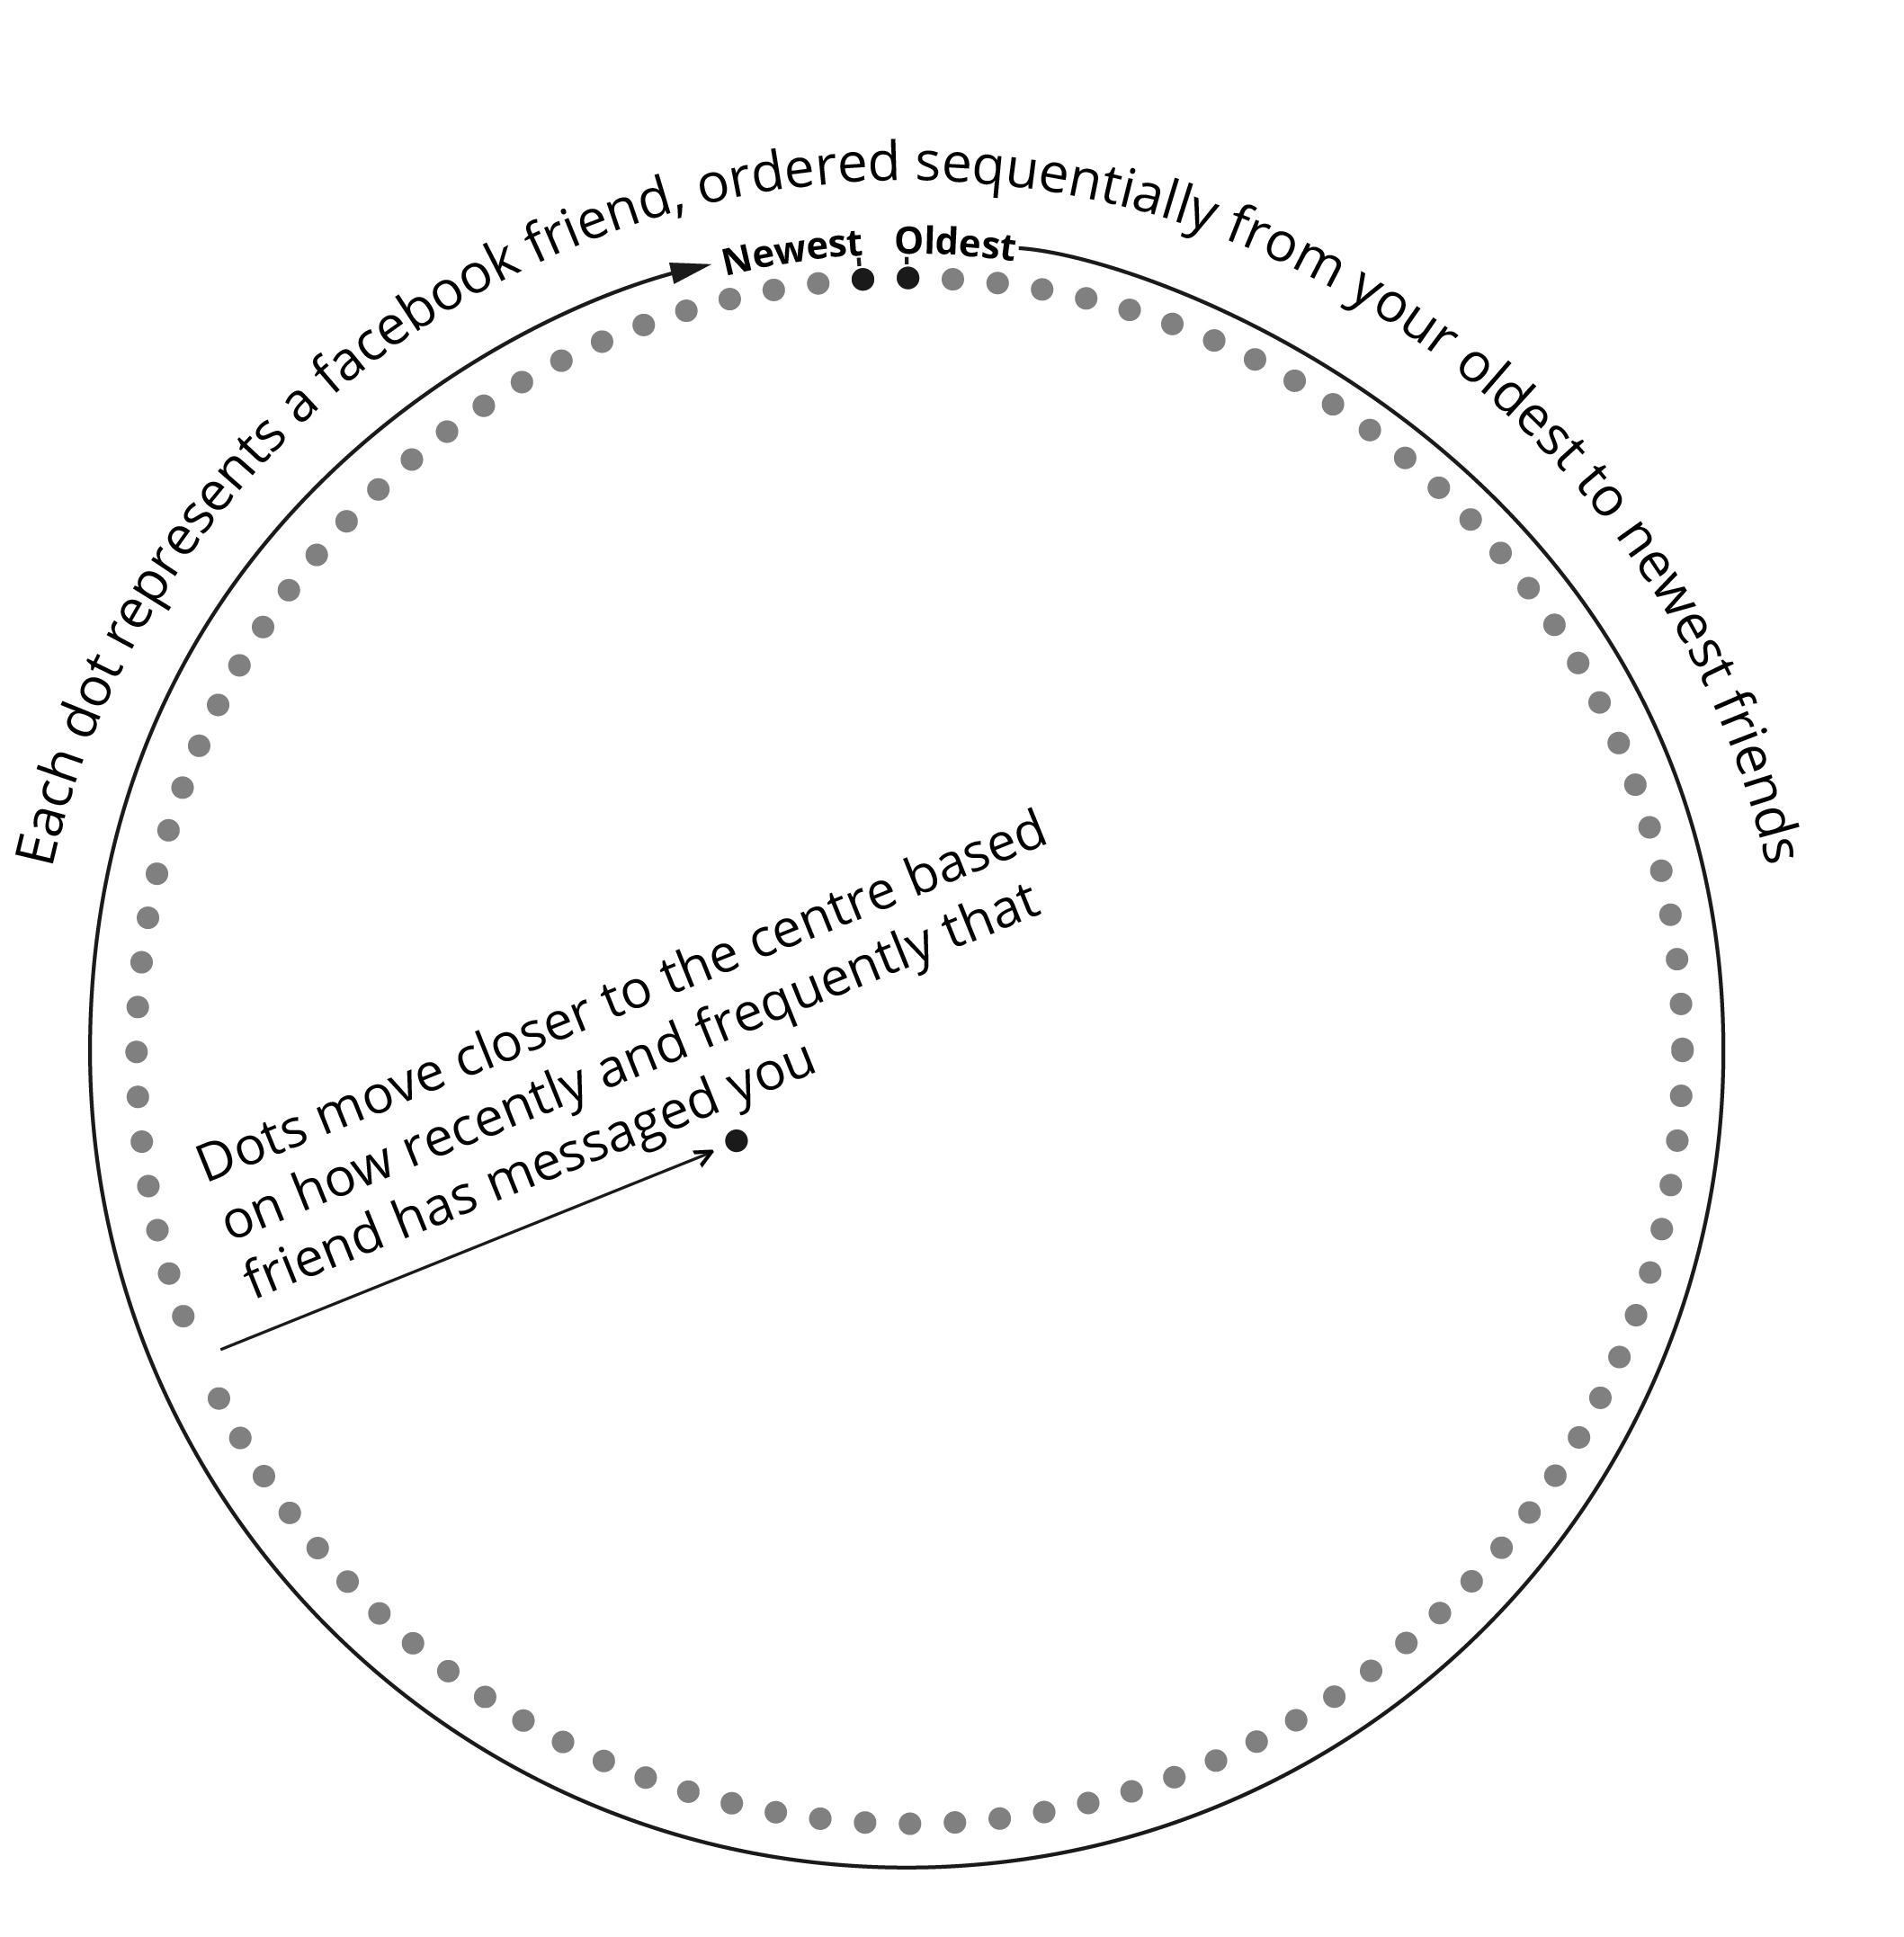 Each dot represents a facebook friend, ordered sequentially from your oldest to newest friends
Newest
Oldest
Dots move closer to the centre based
on how recently and frequently that
friend has messaged you